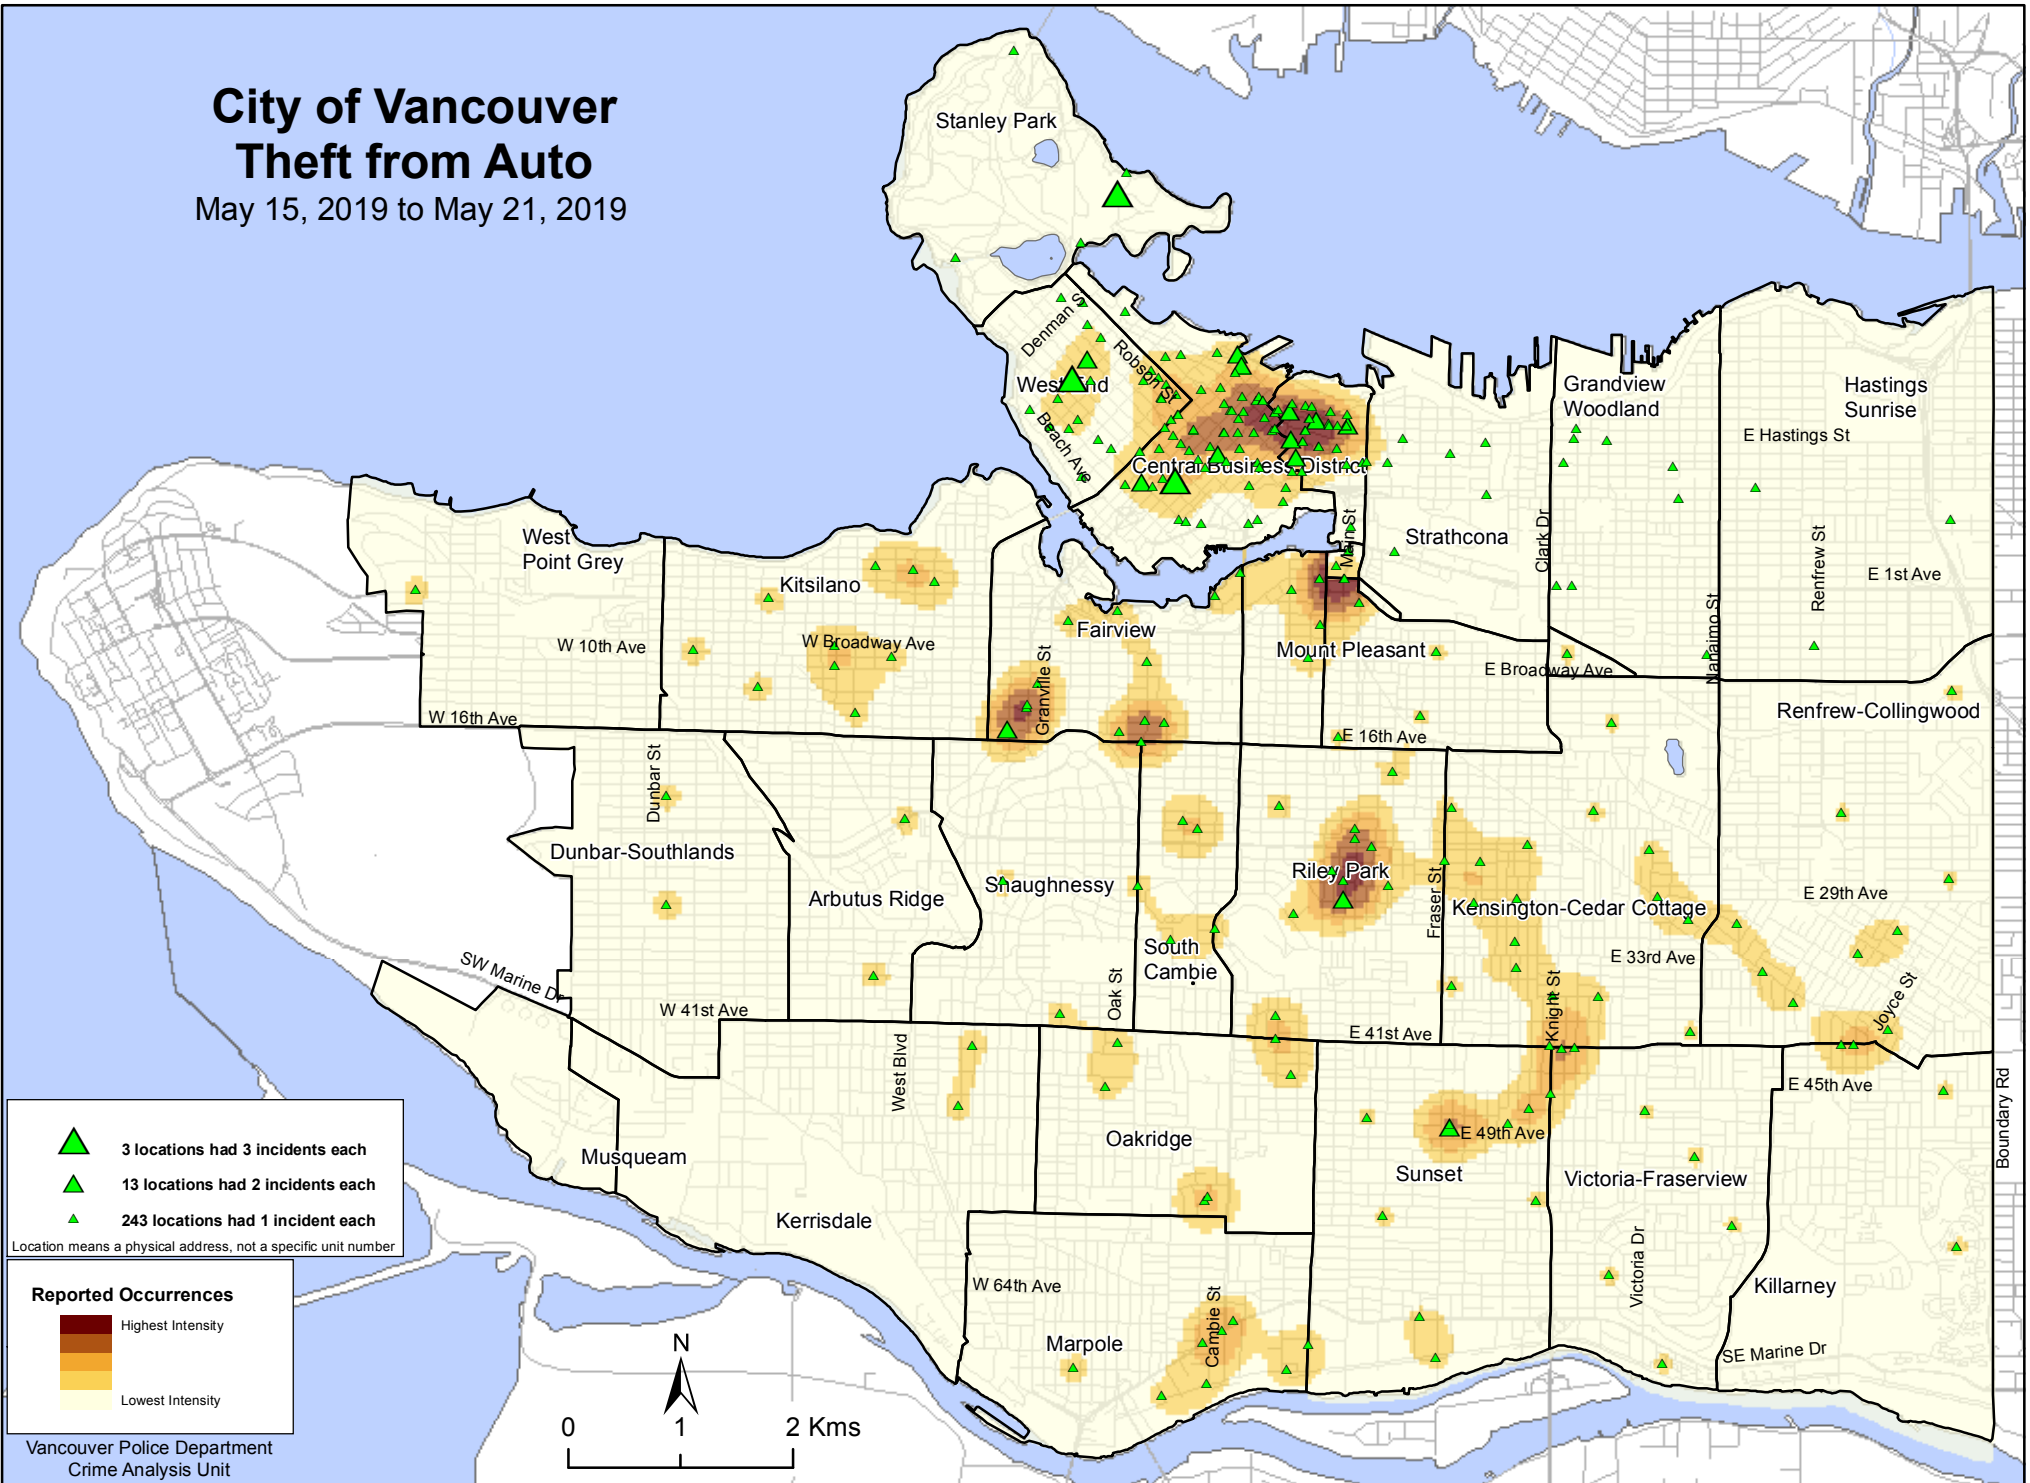 City of Vancouver
Theft from Auto
May 15, 2019 to May 21, 2019
Stanley Park
Denman St
Robson St
West End
Beach Ave
Central Business District
Grandview
Woodland
Hastings
Sunrise
E Hastings St
West
Point Grey
Kitsilano
Main St
Strathcona
Clark Dr
Renfrew St
E 1st Ave
Nanaimo St
W 10th Ave
W Broadway Ave
Fairview
Granville St
Mount Pleasant
E Broadway Ave
W 16th Ave
E 16th Ave
Renfrew-Collingwood
Dunbar St
Dunbar-Southlands
Arbutus Ridge
Shaughnessy
Riley Park
Fraser St
Kensington-Cedar Cottage
E 29th Ave
South
Cambie
E 33rd Ave
SW Marine Dr
W 41st Ave
Oak St
Knight St
Joyce St
E 41st Ave
West Blvd
E 45th Ave
Boundary Rd
Oakridge
E 49th Ave
Musqueam
Sunset
Victoria-Fraserview
Kerrisdale
Victoria Dr
W 64th Ave
Cambie St
Killarney
Marpole
SE Marine Dr
3 locations had 3 incidents each
13 locations had 2 incidents each
243 locations had 1 incident each
Location means a physical address, not a specific unit number
Reported Occurrences
Highest Intensity
Lowest Intensity
N
0 1 2 Kms
Vancouver Police Department
Crime Analysis Unit